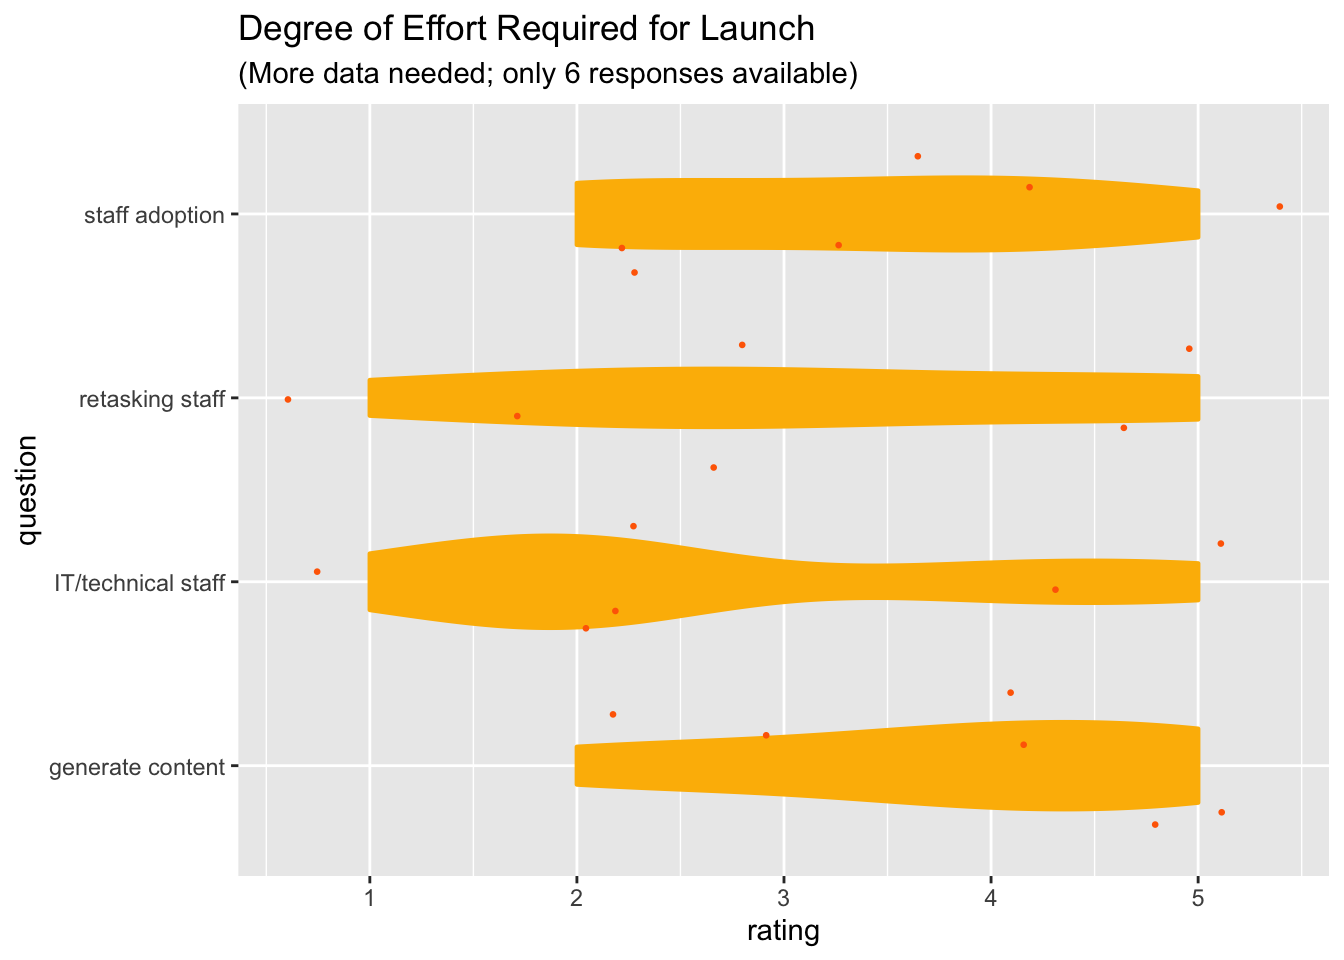 Degree of Effort Required for Launch
(More data needed; only 6 responses available)
question
staff adoption
retasking staff
IT/technical staff
generate content
1 2 3 4 5
rating